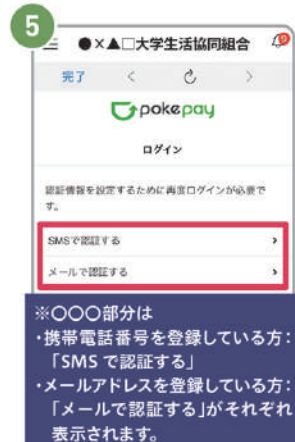 5
●×▲□大学生活協同組合
9
完了
pokepay
ログイン
認証情報を設定するために再度ログインが必要で
す。
SMSで認証する
メールで認証する
※〇〇〇部分は
・携帯電話番号を登録している方：
「SMS で認証する」
・メールアドレスを登録している方：
「メールで認証する」がそれぞれ
表示されます。